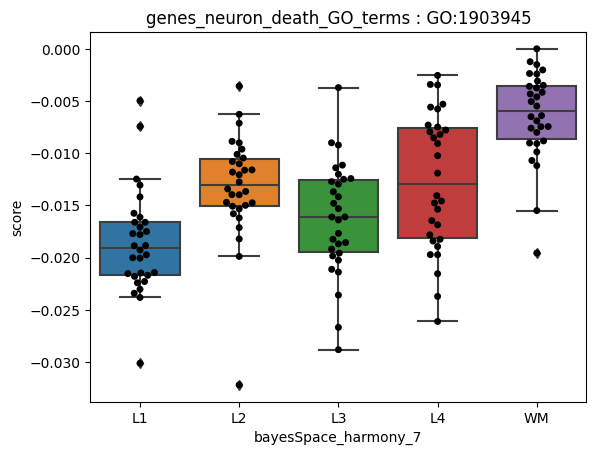 genes_neuron_death_GO_terms : GO:1903945
0.000
−0.005
−0.010
−0.015
−0.020
−0.025
−0.030
score
L1 L2 L3 L4 WM
bayesSpace_harmony_7